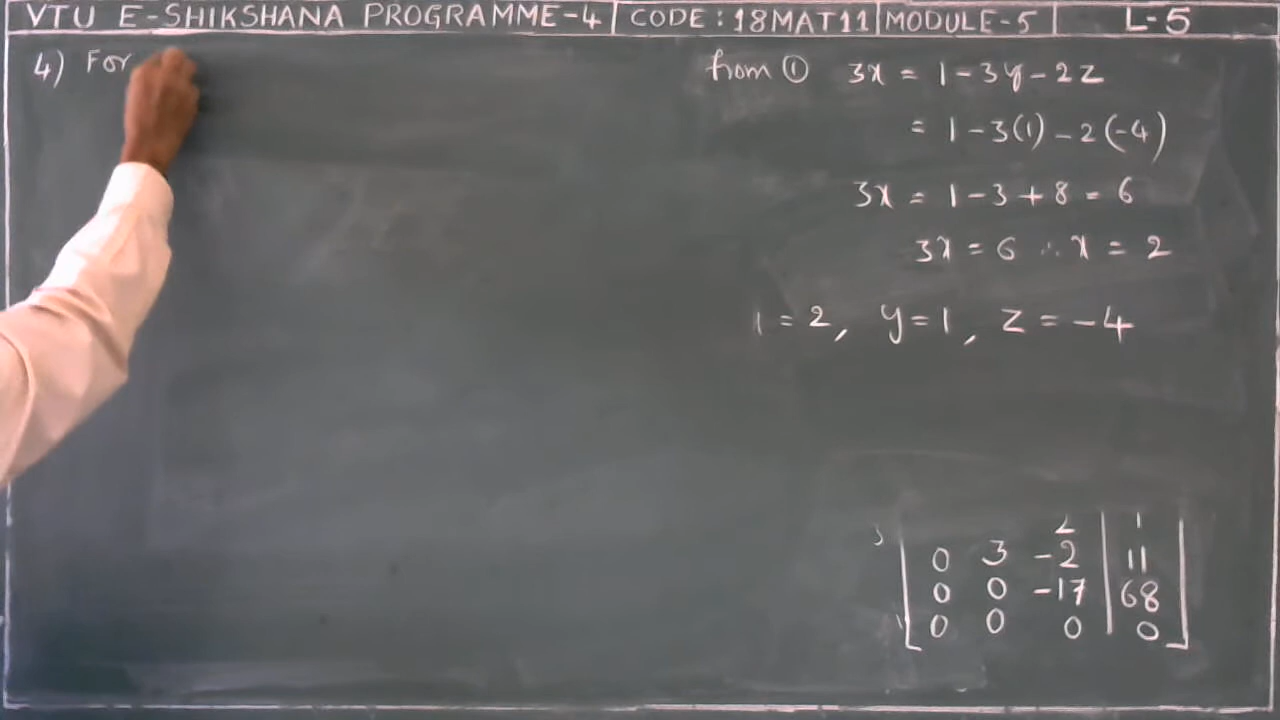 VTU E-SHIKSHANA PROGRAMME-4 | CODE: 18MAT11 | MODULE-5 | L-5
4) For
from ① 3x = 1 - 3y - 2z
= 1 - 3(1) - 2(-4)
3x = 1 - 3 + 8 = 6
3x = 6 ∴ x = 2
= 2, y = 1, z = -4
2 | 1
0 3 -2 | 11
0 0 -17 | 68
0 0 0 | 0